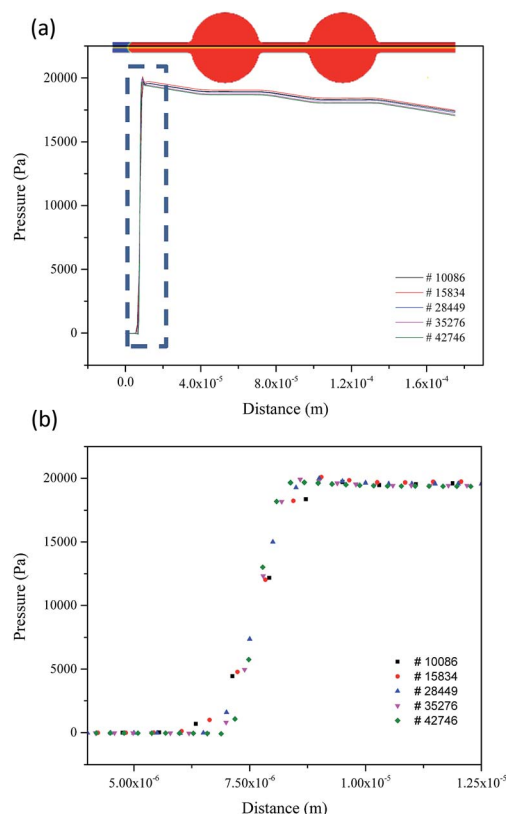 (a)
20000
15000
10000
5000
0
Pressure (Pa)
# 10086
# 15834
# 28449
# 35276
# 42746
0.0
4.0x10⁻⁵
8.0x10⁻⁵
1.2x10⁻⁴
1.6x10⁻⁴
Distance (m)
(b)
20000
15000
10000
5000
0
Pressure (Pa)
# 10086
# 15834
# 28449
# 35276
# 42746
5.00x10⁻⁶
7.50x10⁻⁶
1.00x10⁻⁵
1.25x10⁻⁵
Distance (m)